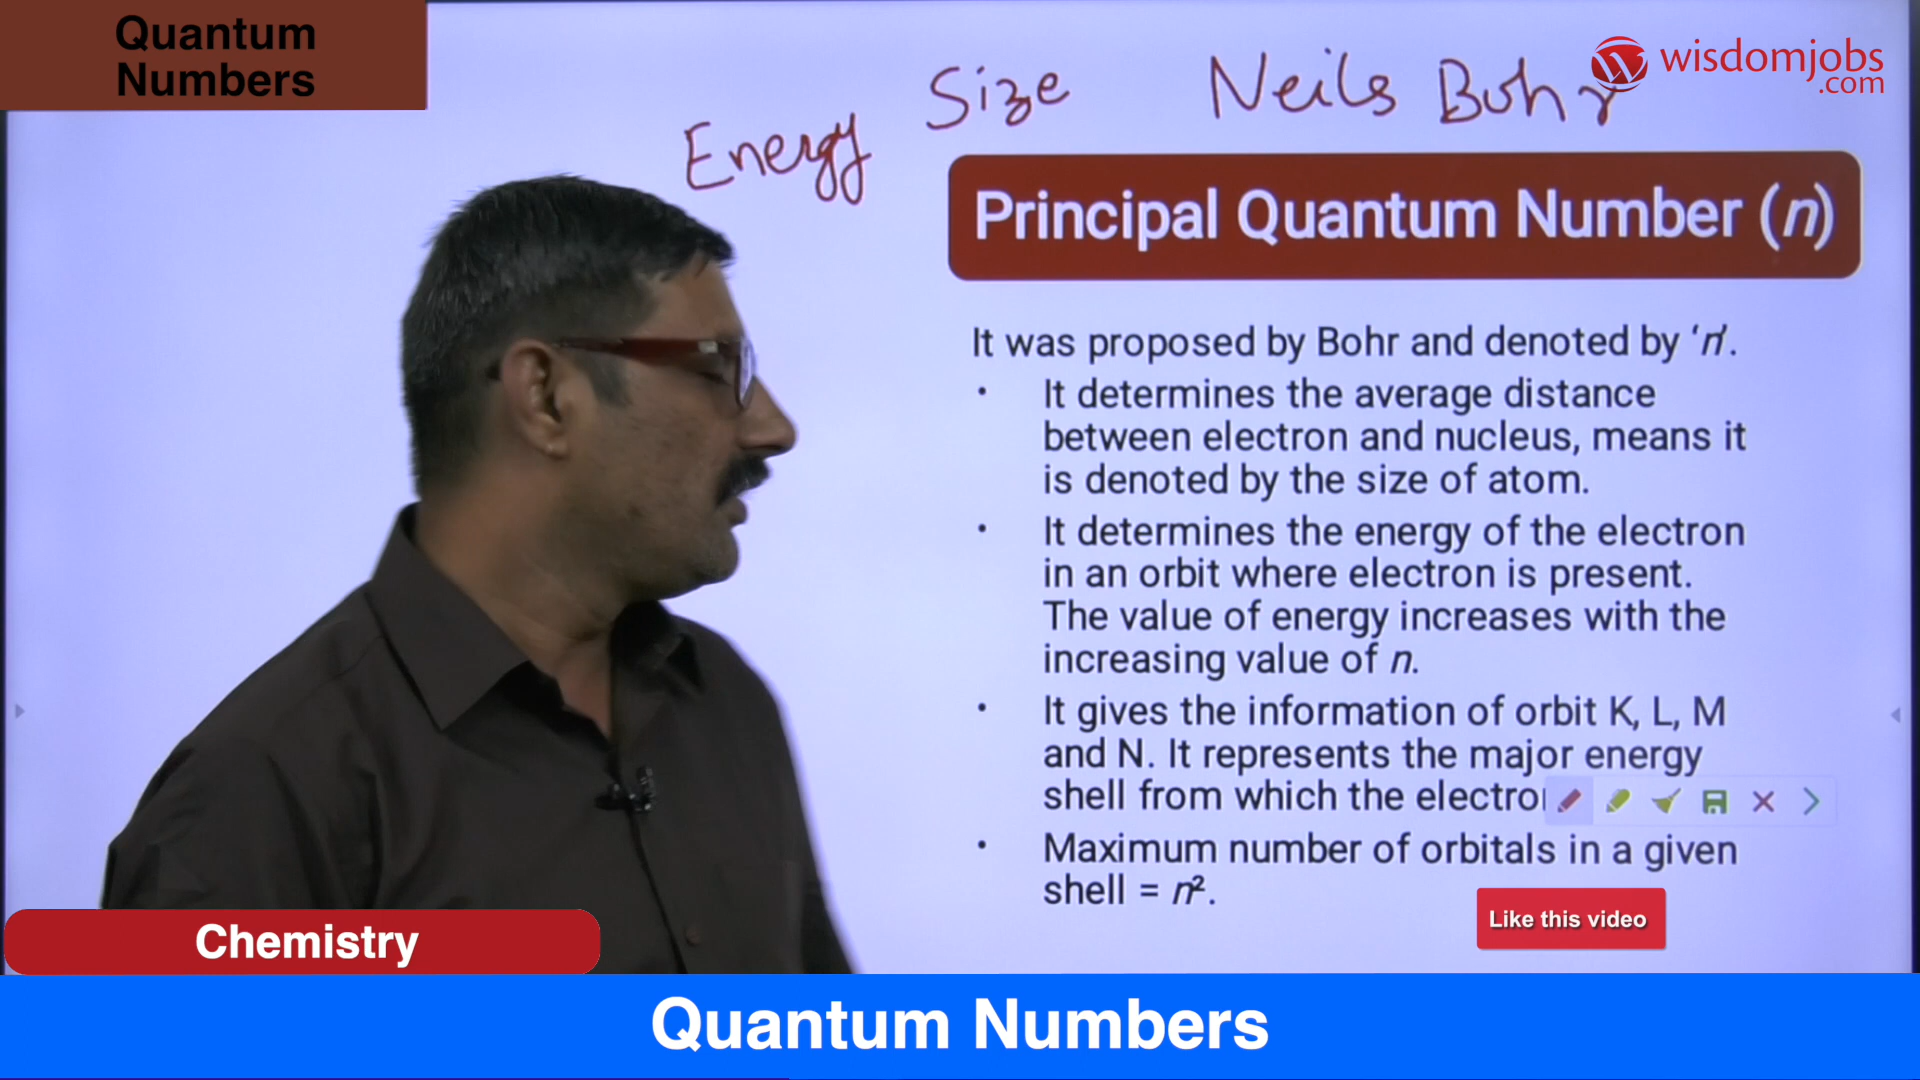 Quantum
Numbers
wisdomjobs
.com
Energy Size Neils Bohr
Principal Quantum Number (n)
It was proposed by Bohr and denoted by ‘n’.
• It determines the average distance
between electron and nucleus, means it
is denoted by the size of atom.
• It determines the energy of the electron
in an orbit where electron is present.
The value of energy increases with the
increasing value of n.
• It gives the information of orbit K, L, M
and N. It represents the major energy
shell from which the electro
• Maximum number of orbitals in a given
shell = n².
Like this video
Chemistry
Quantum Numbers